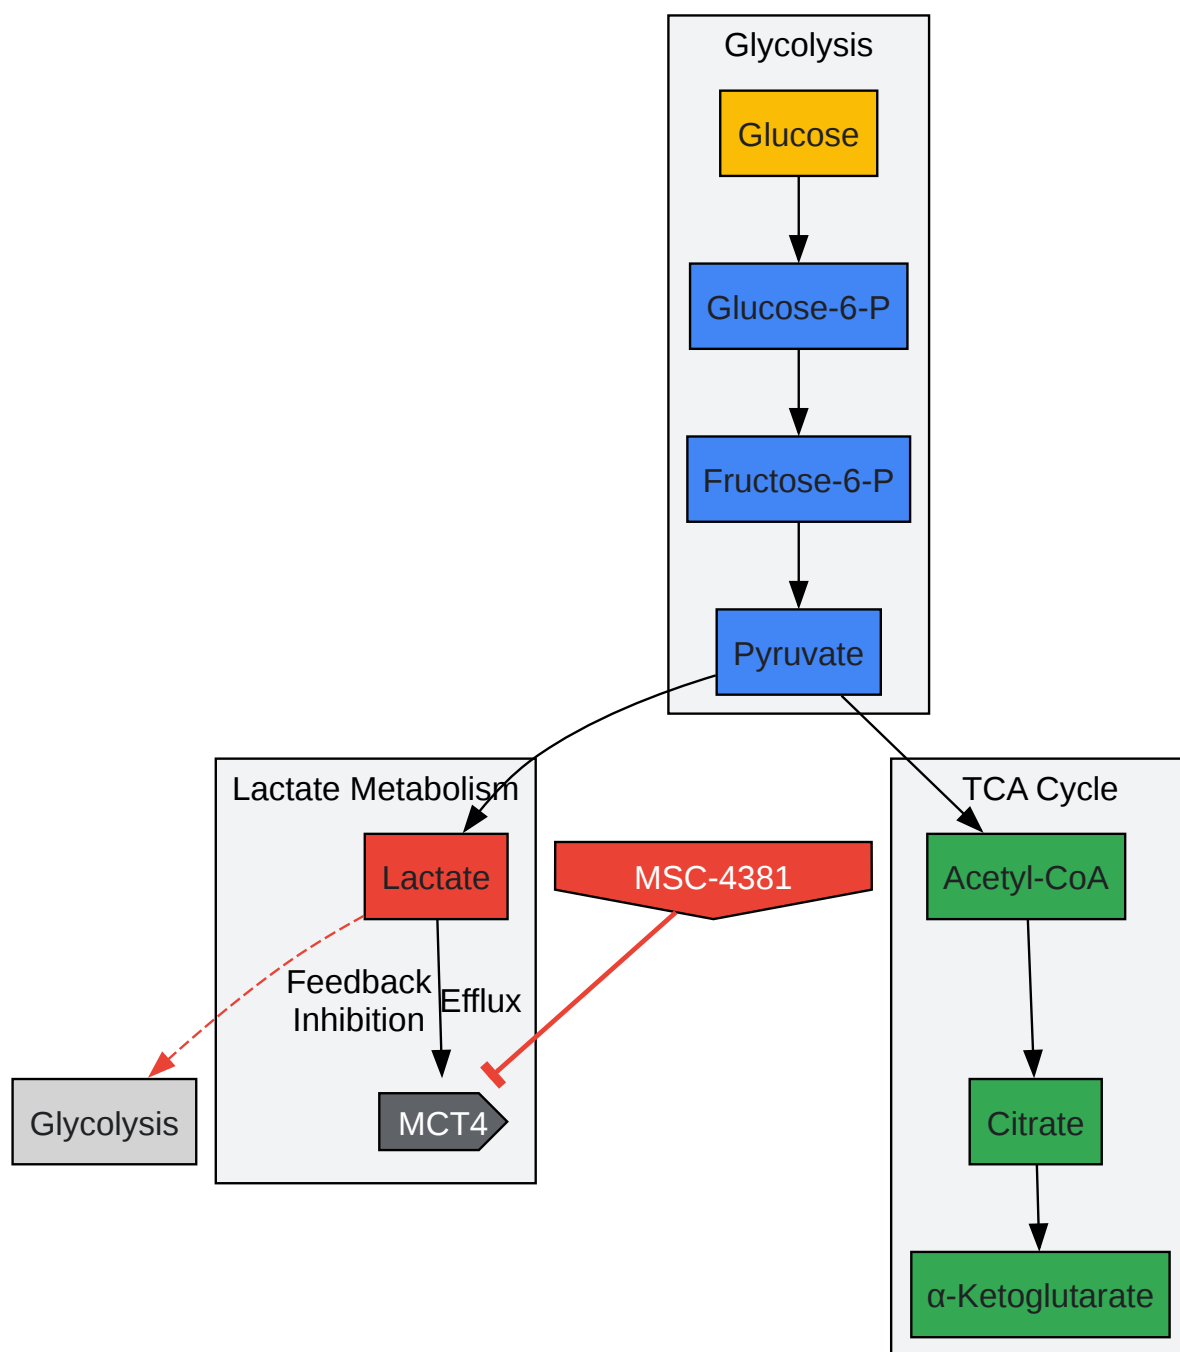 Glycolysis
Glucose
Glucose-6-P
Fructose-6-P
Pyruvate
Lactate Metabolism
TCA Cycle
Lactate
MSC-4381
Acetyl-CoA
Feedback
Inhibition
Efflux
Glycolysis
MCT4
Citrate
α-Ketoglutarate